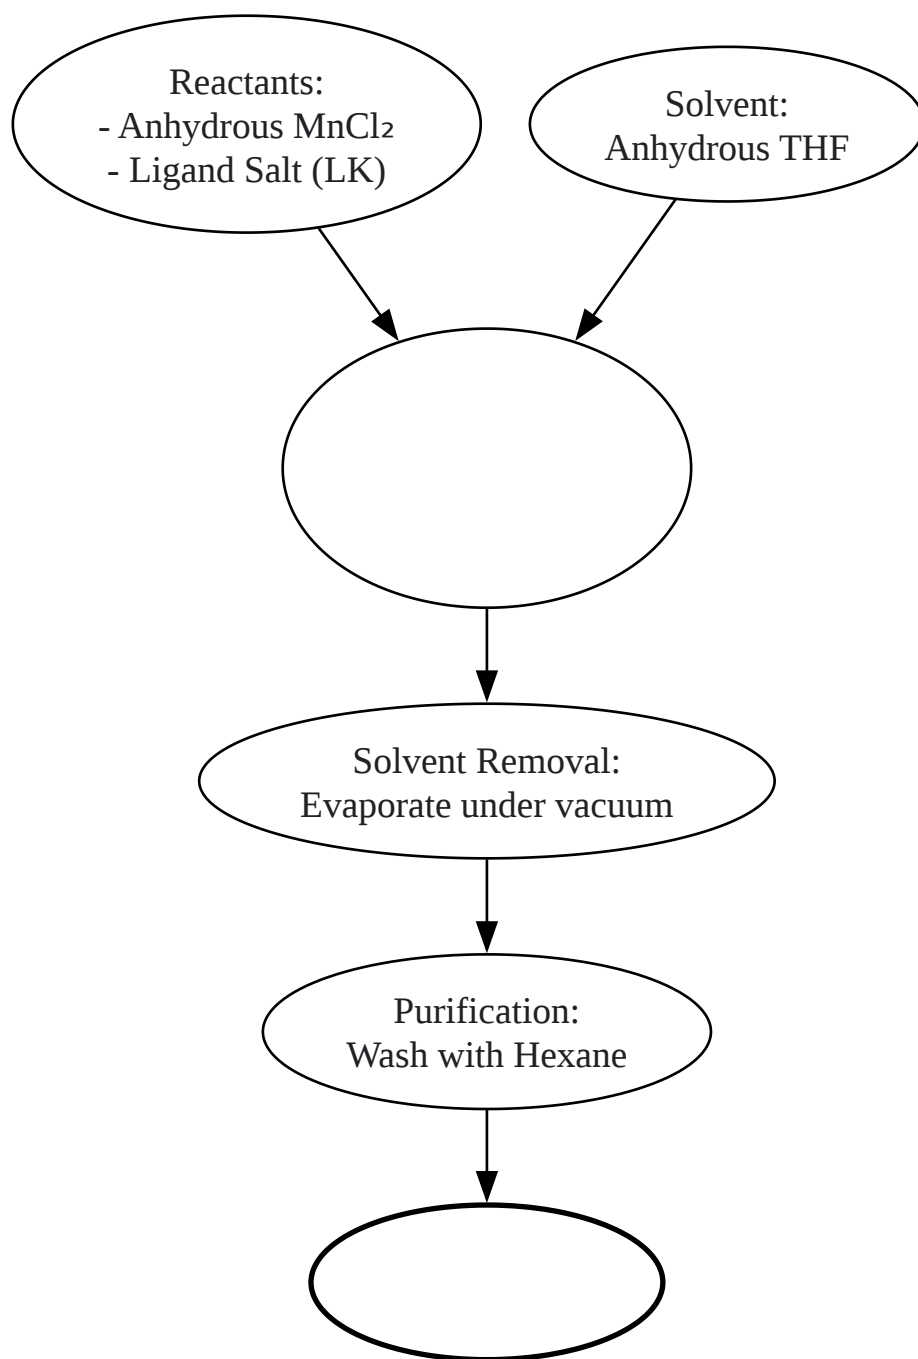 Reactants:
- Anhydrous MnCl₂
- Ligand Salt (LK)
Solvent:
Anhydrous THF
Solvent Removal:
Evaporate under vacuum
Purification:
Wash with Hexane